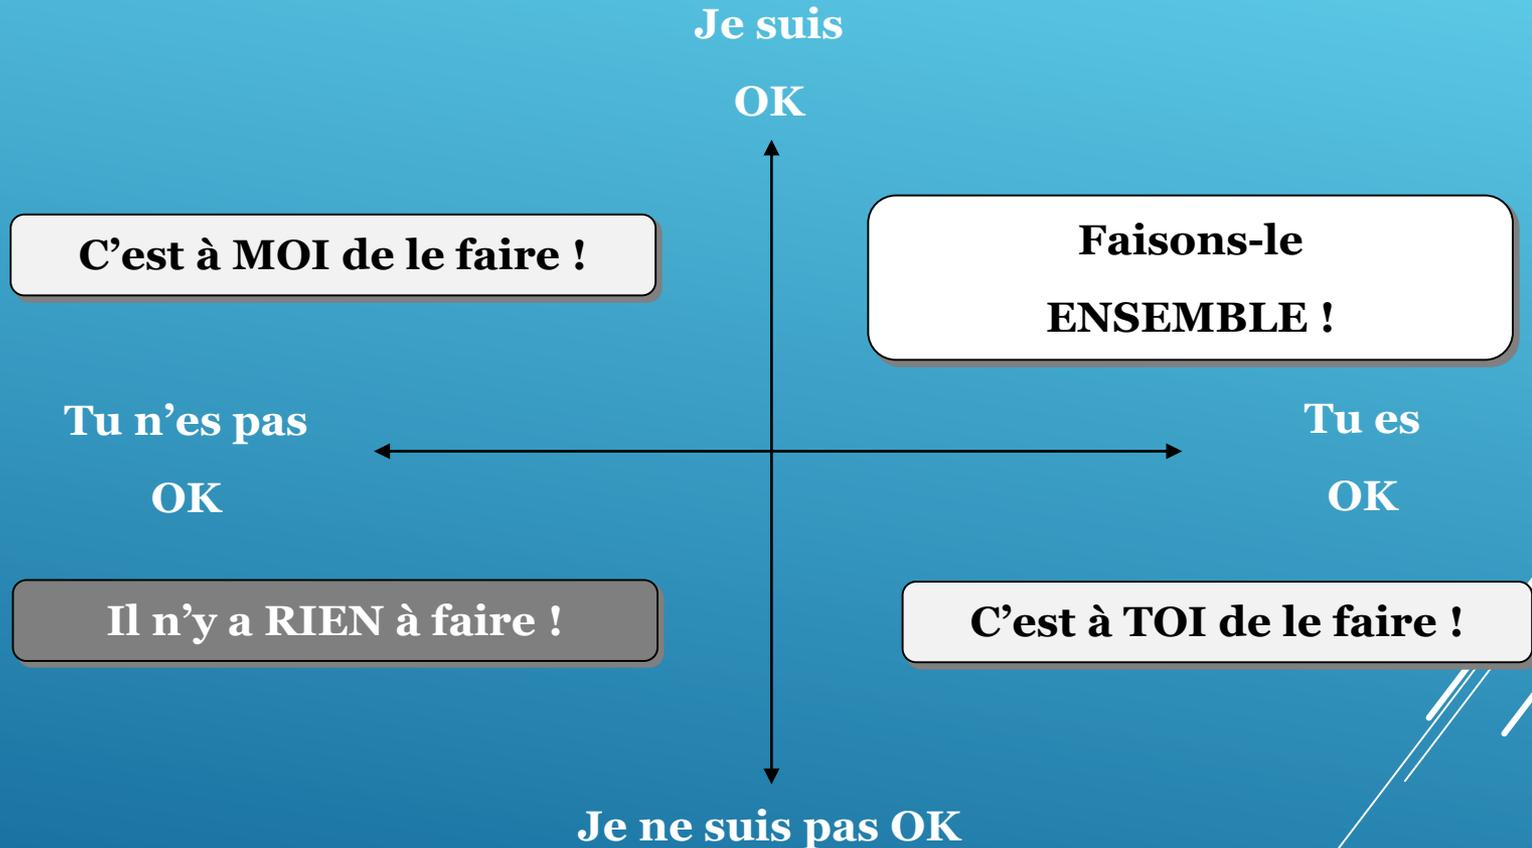 Je suis
OK
C’est à MOI de le faire !
Faisons-le
ENSEMBLE !
Tu n’es pas
OK
Tu es
OK
Il n’y a RIEN à faire !
C’est à TOI de le faire !
Je ne suis pas OK